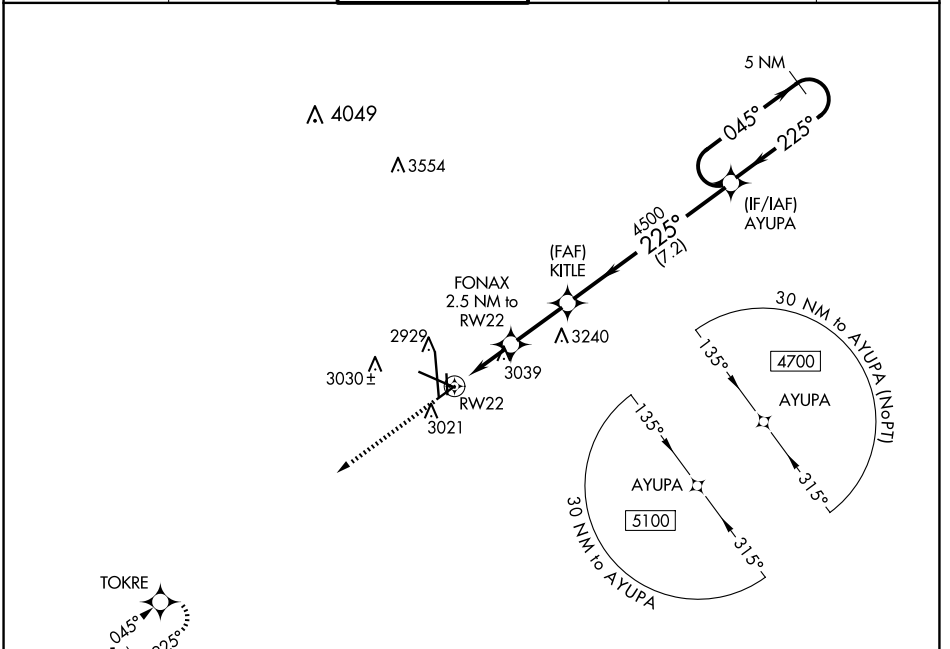 5 NM
4049
045°
225°
3554
(IF/IAF)
AYUPA
4500
225°
(7.2)
(FAF)
KITLE
FONAX
2.5 NM to
RW22
30 NM to AYUPA (NoPT)
2929
3240
135°
4700
3039
3030±
AYUPA
RW22
135°
3021
315°
AYUPA
5100
30 NM to AYUPA
315°
TOKRE
045°
225°